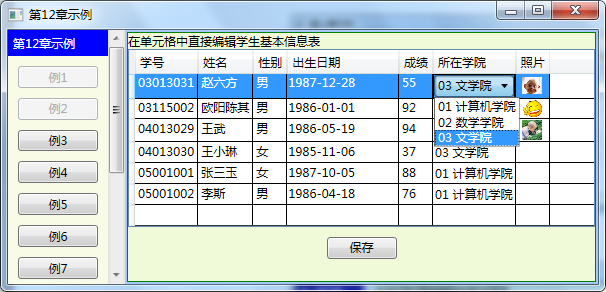 第12章示例
第12章示例
例1
例2
例3
例4
例5
例6
例7
在单元格中直接编辑学生基本信息表
学号 姓名 性别 出生日期 成绩 所在学院 照片
03013031 赵六方 男 1987-12-28 55 03 文学院
03115002 欧阳陈其 男 1986-01-01 92 01 计算机学院
04013029 王武 男 1986-05-19 94 02 数学学院
03 文学院
04013030 王小琳 女 1985-11-06 37 03 文学院
05001001 张三玉 女 1987-10-05 88 01 计算机学院
05001002 李斯 男 1986-04-18 76 01 计算机学院
保存